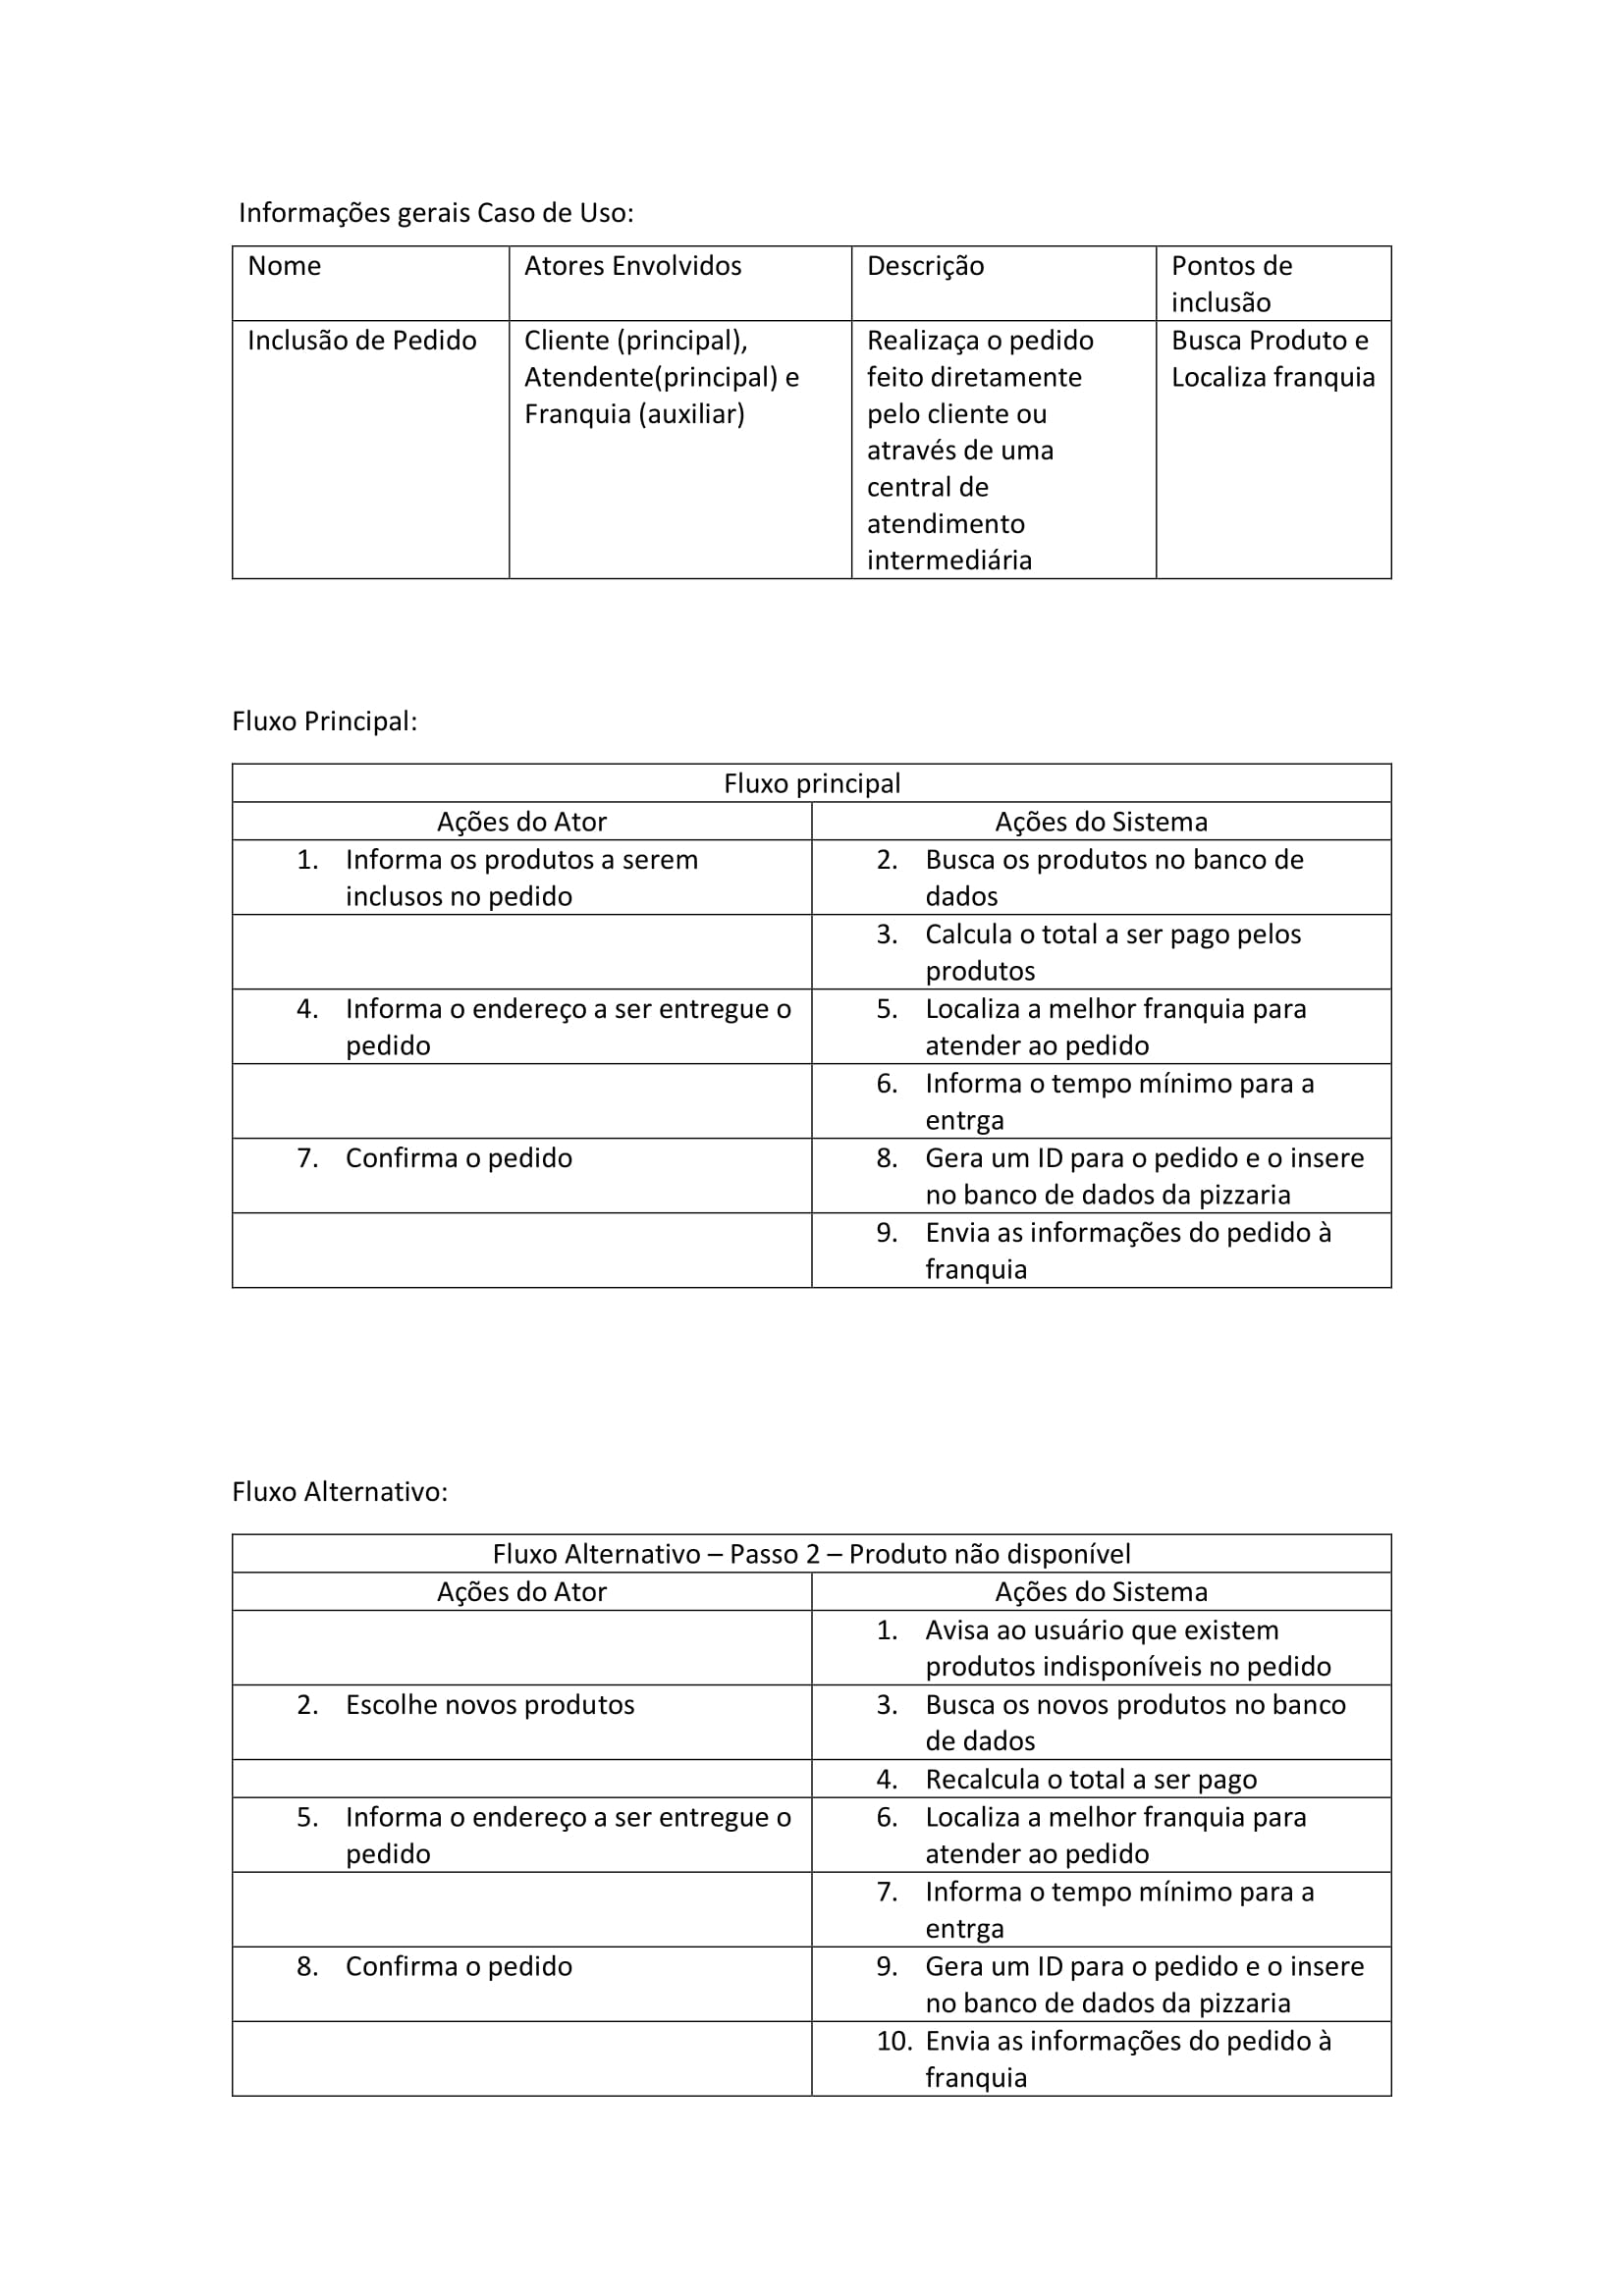 Informações gerais Caso de Uso:
Nome
Atores Envolvidos
Descrição
Pontos de
inclusão
Inclusão de Pedido
Cliente (principal),
Atendente(principal) e
Franquia (auxiliar)
Realizaça o pedido
feito diretamente
pelo cliente ou
através de uma
central de
atendimento
intermediária
Busca Produto e
Localiza franquia
Fluxo Principal:
Fluxo principal
Ações do Ator
Ações do Sistema
1. Informa os produtos a serem
inclusos no pedido
2. Busca os produtos no banco de
dados
3. Calcula o total a ser pago pelos
produtos
4. Informa o endereço a ser entregue o
pedido
5. Localiza a melhor franquia para
atender ao pedido
6. Informa o tempo mínimo para a
entrga
7. Confirma o pedido
8. Gera um ID para o pedido e o insere
no banco de dados da pizzaria
9. Envia as informações do pedido à
franquia
Fluxo Alternativo:
Fluxo Alternativo – Passo 2 – Produto não disponível
Ações do Ator
Ações do Sistema
1. Avisa ao usuário que existem
produtos indisponíveis no pedido
2. Escolhe novos produtos
3. Busca os novos produtos no banco
de dados
4. Recalcula o total a ser pago
5. Informa o endereço a ser entregue o
pedido
6. Localiza a melhor franquia para
atender ao pedido
7. Informa o tempo mínimo para a
entrga
8. Confirma o pedido
9. Gera um ID para o pedido e o insere
no banco de dados da pizzaria
10. Envia as informações do pedido à
franquia